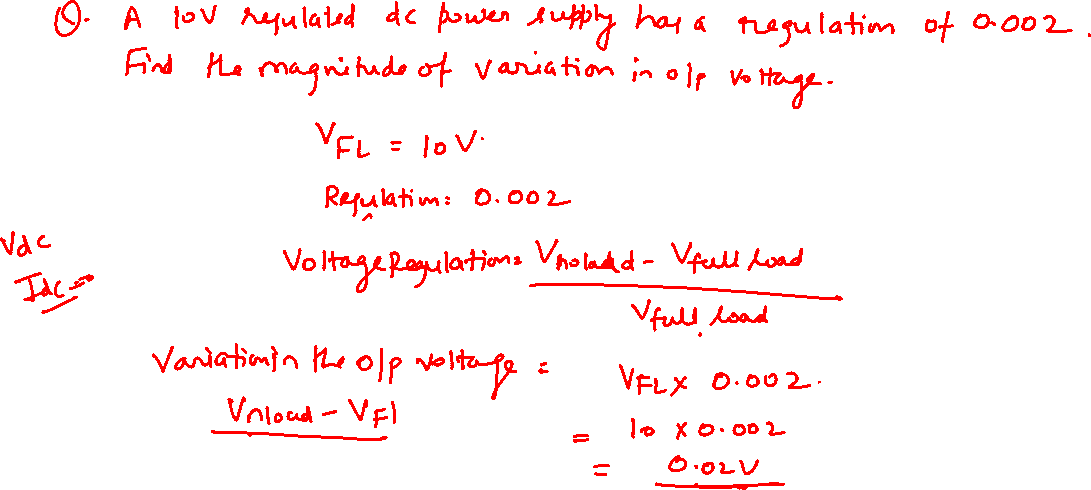 Q. A 10V regulated dc power supply has a regulation of 0.002.
Find the magnitude of variation in o/p voltage.
VFL = 10V.
Regulation: 0.002
Vdc
Idc
Voltage Regulation = Vnoload - Vfull load
Vfull load
Variation in the o/p voltage = VFL x 0.002.
Vnload - VFl
= 10 x 0.002
= 0.02V